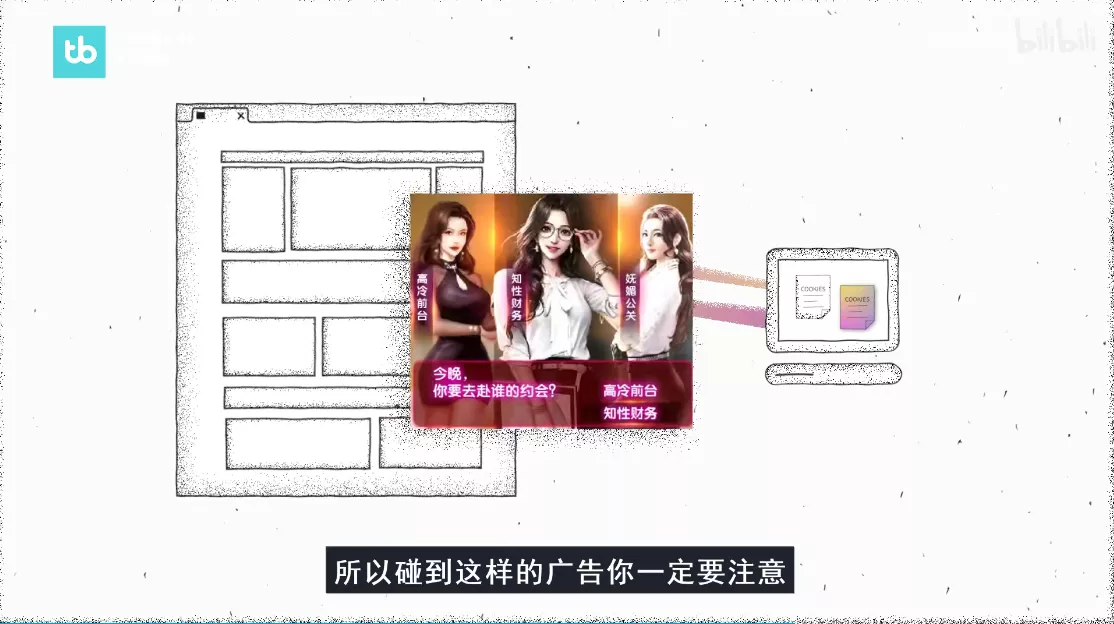 tb
bilibili
x
高冷前台
知性财务
妩媚公关
COOKIES
COOKIES
今晚，
你要去赴谁的约会？
高冷前台
知性财务
所以碰到这样的广告你一定要注意